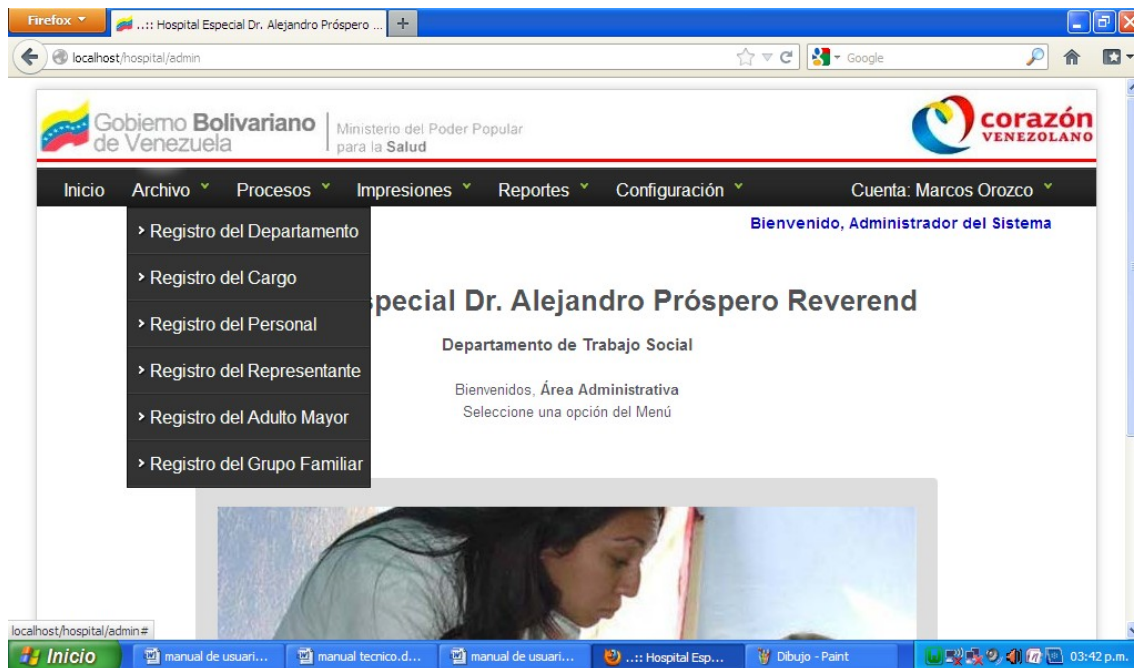 Firefox
..:: Hospital Especial Dr. Alejandro Próspero ...
localhost/hospital/admin
Google
Gobierno Bolivariano
de Venezuela
Ministerio del Poder Popular
para la Salud
corazón
VENEZOLANO
Inicio Archivo Procesos Impresiones Reportes Configuración Cuenta: Marcos Orozco
Bienvenido, Administrador del Sistema
Registro del Departamento
Registro del Cargo
Registro del Personal
Registro del Representante
Registro del Adulto Mayor
Registro del Grupo Familiar
special Dr. Alejandro Próspero Reverend
Departamento de Trabajo Social
Bienvenidos, Área Administrativa
Seleccione una opción del Menú
localhost/hospital/admin#
Inicio manual de usuari... manual tecnico.d... manual de usuari... ..:: Hospital Esp... Dibujo - Paint 03:42 p.m.